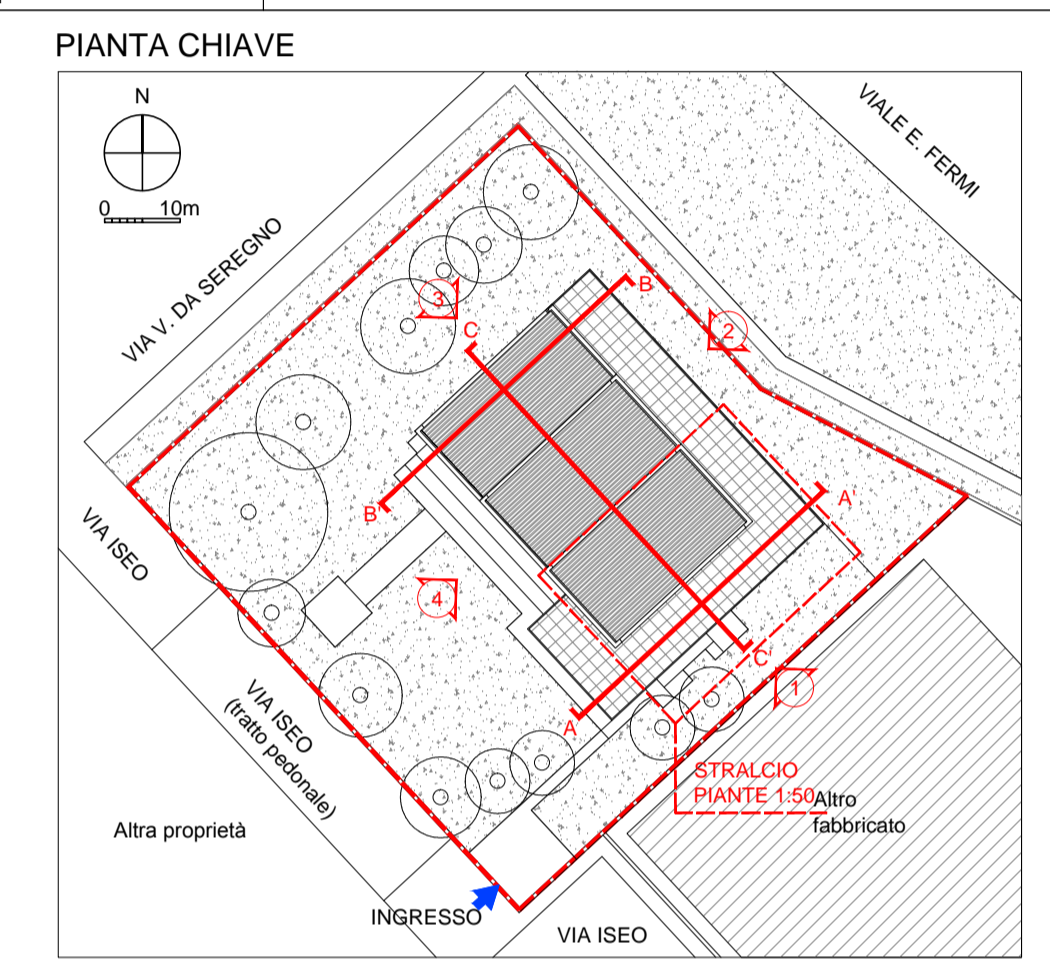 PIANTA CHIAVE
N
0 10m
VIALE E. FERMI
VIA V. DA SEREGNO
B
3
2
C
A'
B'
VIA ISEO
4
C'
1
VIA ISEO
(tratto pedonale)
A
STRALCIO
PIANTE 1:50
Altro
fabbricato
Altra proprietà
INGRESSO
VIA ISEO